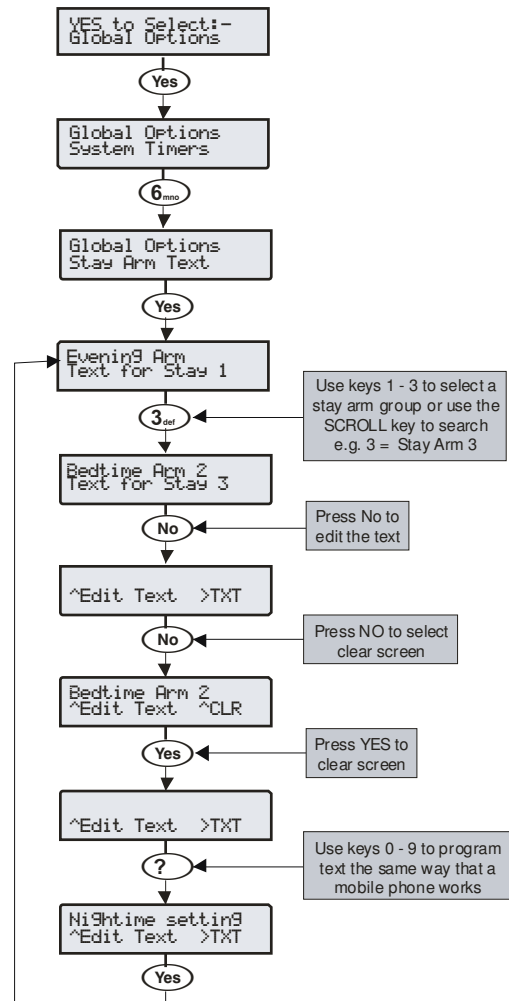 YES to Select:-
Global Options
Yes
Global Options
System Timers
6mno
Global Options
Stay Arm Text
Yes
Evening Arm
Text for Stay 1
Use keys 1 - 3 to select a
stay arm group or use the
SCROLL key to search
e.g. 3 = Stay Arm 3
3def
Bedtime Arm 2
Text for Stay 3
Press No to
edit the text
No
^Edit Text >TXT
Press NO to select
clear screen
No
Bedtime Arm 2
^Edit Text ^CLR
Press YES to
clear screen
Yes
^Edit Text >TXT
Use keys 0 - 9 to program
text the same way that a
mobile phone works
?
Nightime setting
^Edit Text >TXT
Yes